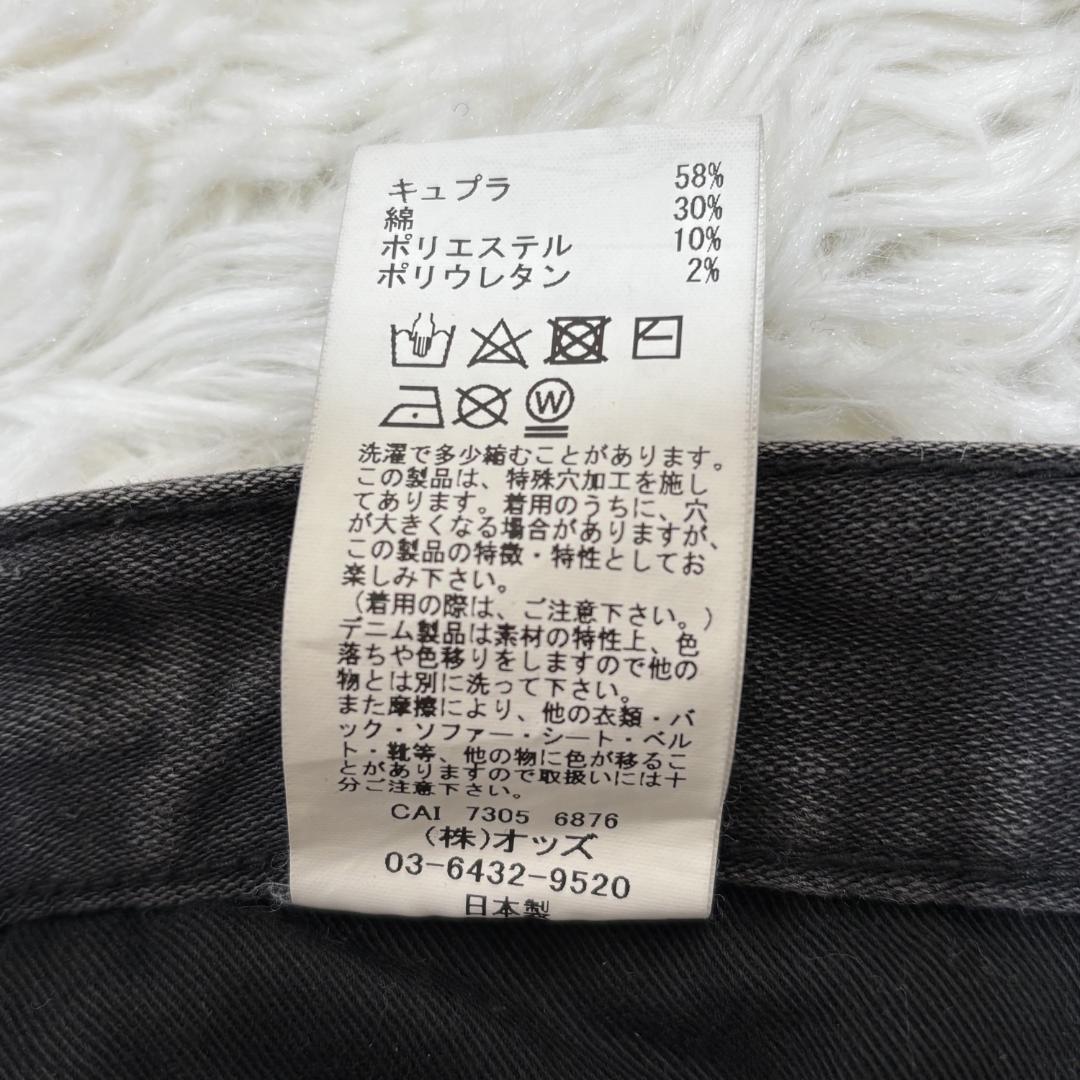 キュプラ 58%
綿 30%
ポリエステル 10%
ポリウレタン 2%
W
洗濯で多少縮むことがあります。
この製品は、特殊穴加工を施し
てあります。着用のうちに、穴
が大きくなる場合がありますが、
この製品の特徴・特性としてお
楽しみ下さい。
(着用の際は、ご注意下さい。)
デニム製品は素材の特性上、色
落ちや色移りをしますので他の
物とは別に洗って下さい。
また摩擦により、他の衣類・バ
ック・ソファー・シート・ベル
ト・靴等、他の物に色が移るこ
とがありますので取扱いには十
分ご注意下さい。
CAI 7305 6876
(株)オッズ
03-6432-9520
日本製